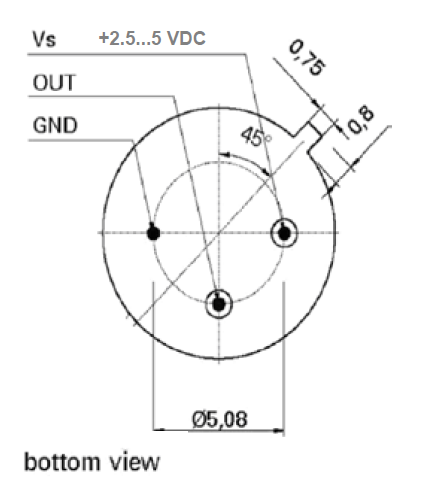 Vs +2.5...5 VDC
OUT
GND
0,75
0,8
45°
Ø5,08
bottom view